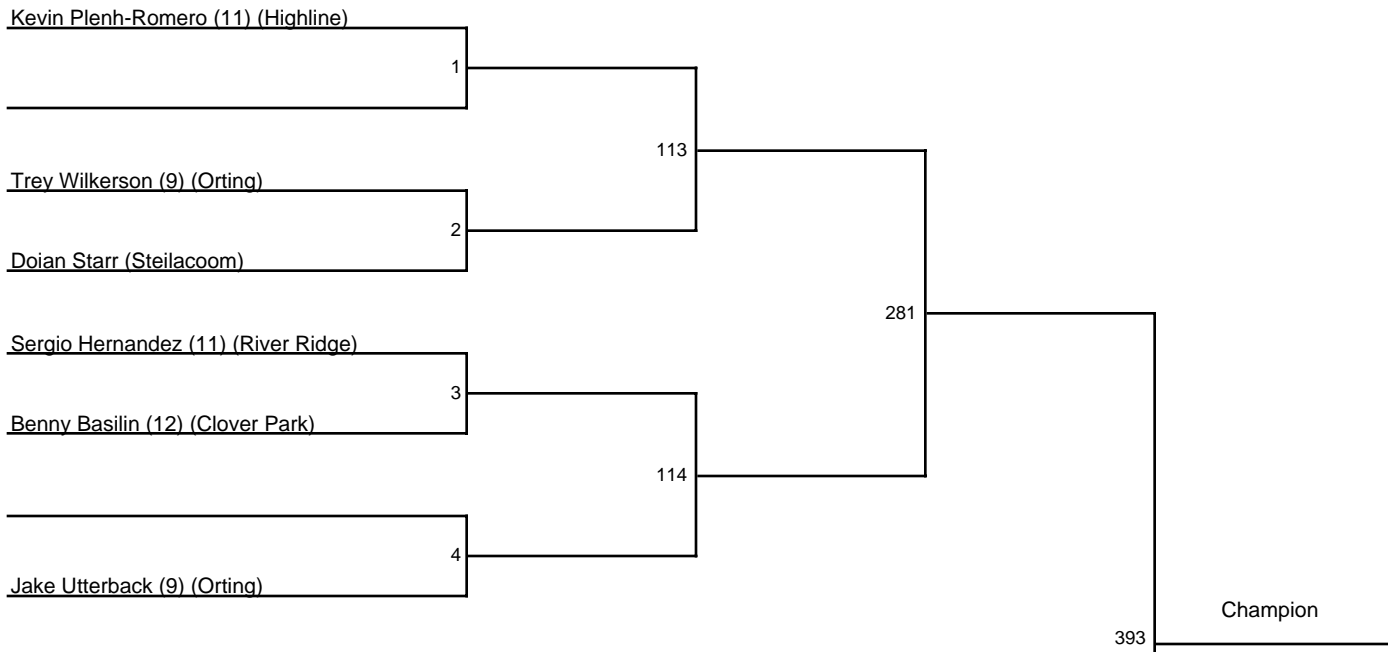 Kevin Plenh-Romero (11) (Highline)
1
113
Trey Wilkerson (9) (Orting)
2
Doian Starr (Steilacoom)
281
Sergio Hernandez (11) (River Ridge)
3
Benny Basilin (12) (Clover Park)
114
4
Jake Utterback (9) (Orting)
Champion
393